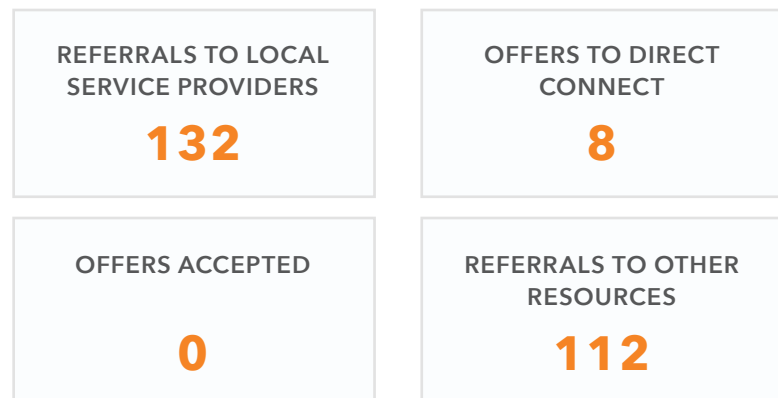 REFERRALS TO LOCAL
SERVICE PROVIDERS
132
OFFERS TO DIRECT
CONNECT
8
OFFERS ACCEPTED
0
REFERRALS TO OTHER
RESOURCES
112